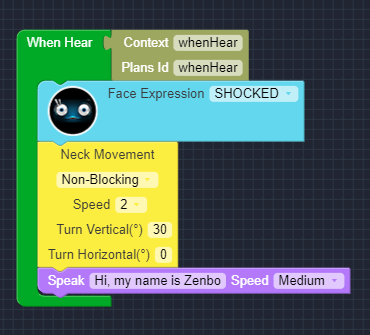 When Hear Context whenHear
Plans Id whenHear
Face Expression SHOCKED
Neck Movement
Non-Blocking
Speed 2
Turn Vertical(°) 30
Turn Horizontal(°) 0
Speak Hi, my name is Zenbo Speed Medium